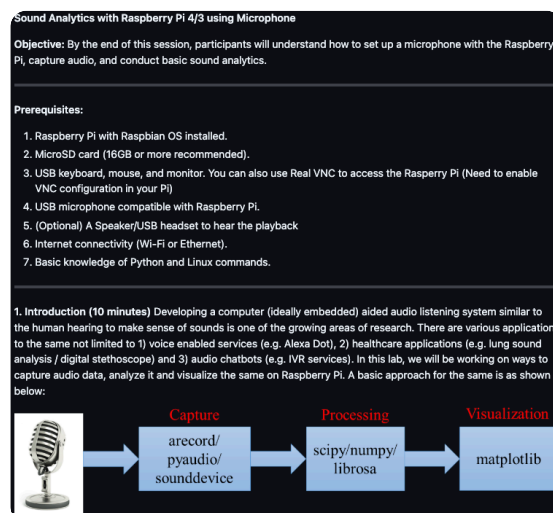 Sound Analytics with Raspberry Pi 4/3 using Microphone
Objective: By the end of this session, participants will understand how to set up a microphone with the Raspberry
Pi, capture audio, and conduct basic sound analytics.
Prerequisites:
1. Raspberry Pi with Raspbian OS installed.
2. MicroSD card (16GB or more recommended).
3. USB keyboard, mouse, and monitor. You can also use Real VNC to access the Rasperry Pi (Need to enable
VNC configuration in your Pi)
4. USB microphone compatible with Raspberry Pi.
5. (Optional) A Speaker/USB headset to hear the playback
6. Internet connectivity (Wi-Fi or Ethernet).
7. Basic knowledge of Python and Linux commands.
1. Introduction (10 minutes) Developing a computer (ideally embedded) aided audio listening system similar to
the human hearing to make sense of sounds is one of the growing areas of research. There are various application
to the same not limited to 1) voice enabled services (e.g. Alexa Dot), 2) healthcare applications (e.g. lung sound
analysis / digital stethoscope) and 3) audio chatbots (e.g. IVR services). In this lab, we will be working on ways to
capture audio data, analyze it and visualize the same on Raspberry Pi. A basic approach for the same is as shown
below:
Capture Processing Visualization
arecord/
pyaudio/
sounddevice
scipy/numpy/
librosa
matplotlib